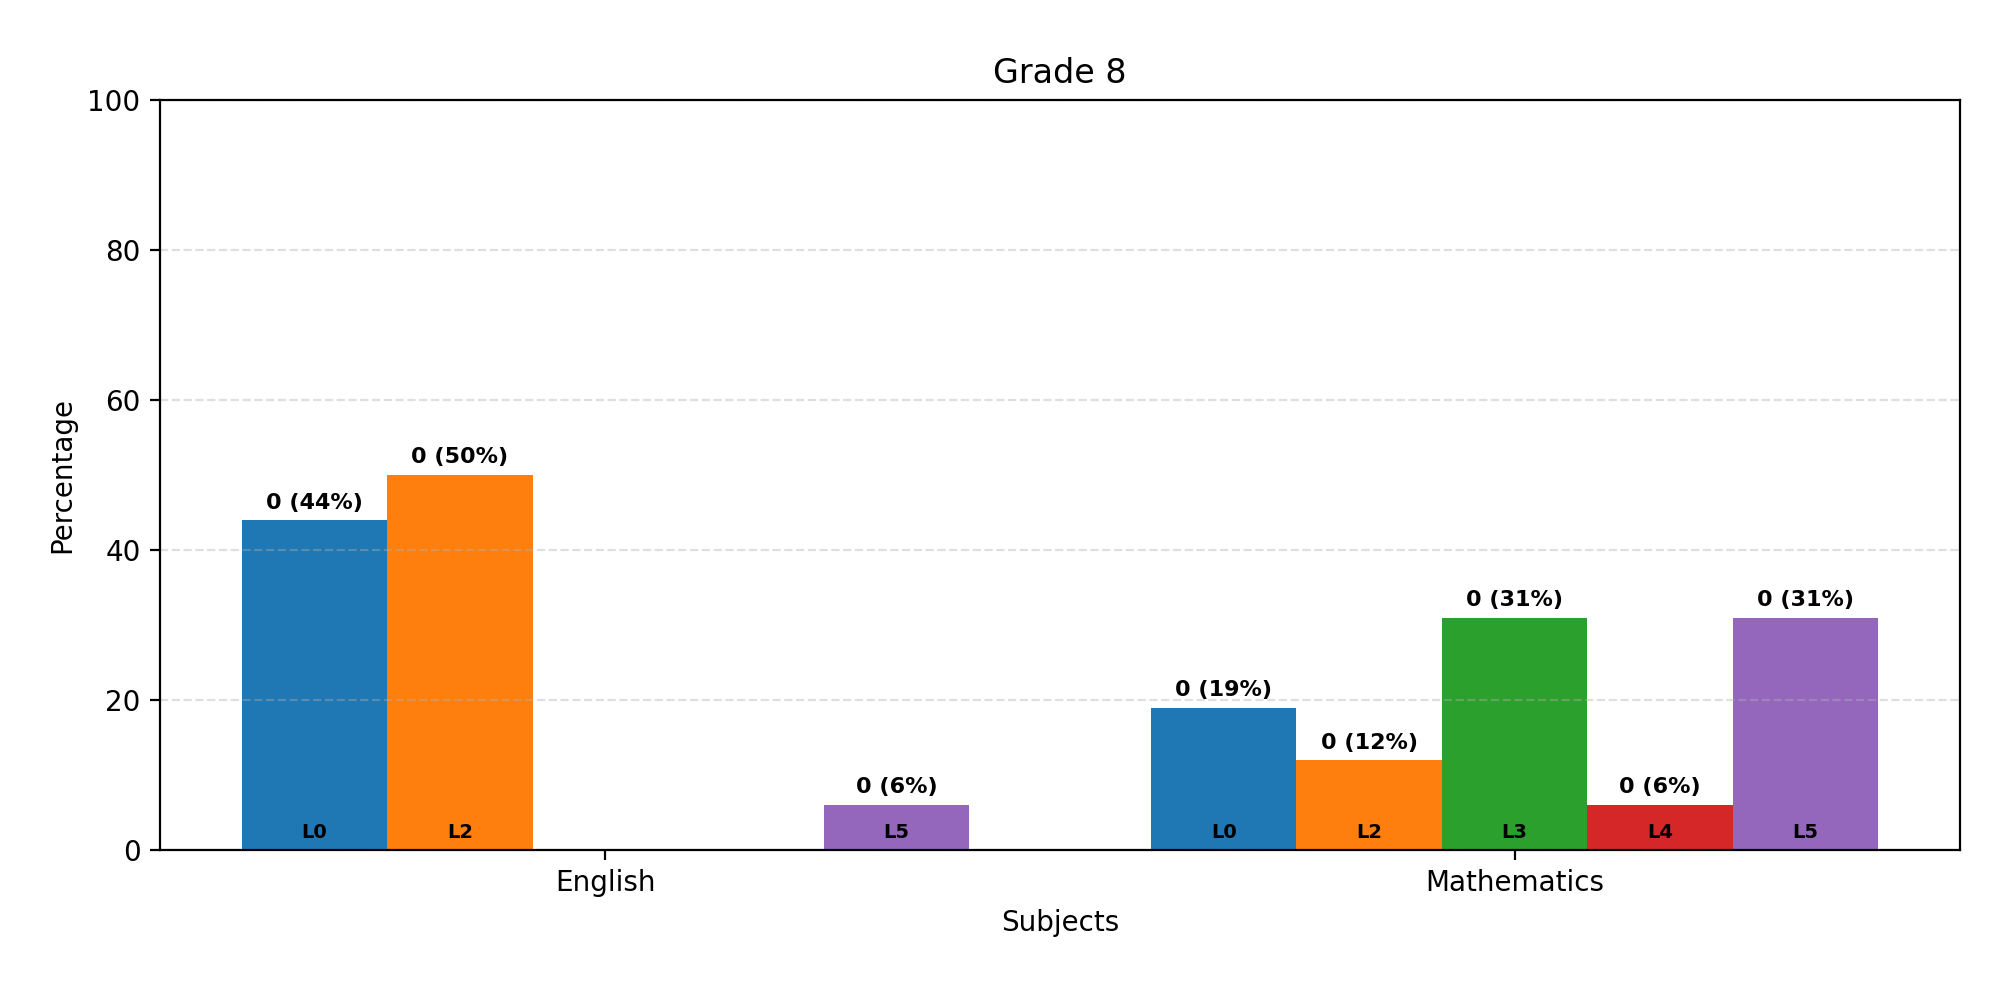 Grade 8
100
80
60
40
20
0
Percentage
0 (44%)
0 (50%)
0 (6%)
0 (19%)
0 (12%)
0 (31%)
0 (6%)
0 (31%)
L0
L2
L5
L0
L2
L3
L4
L5
English
Mathematics
Subjects